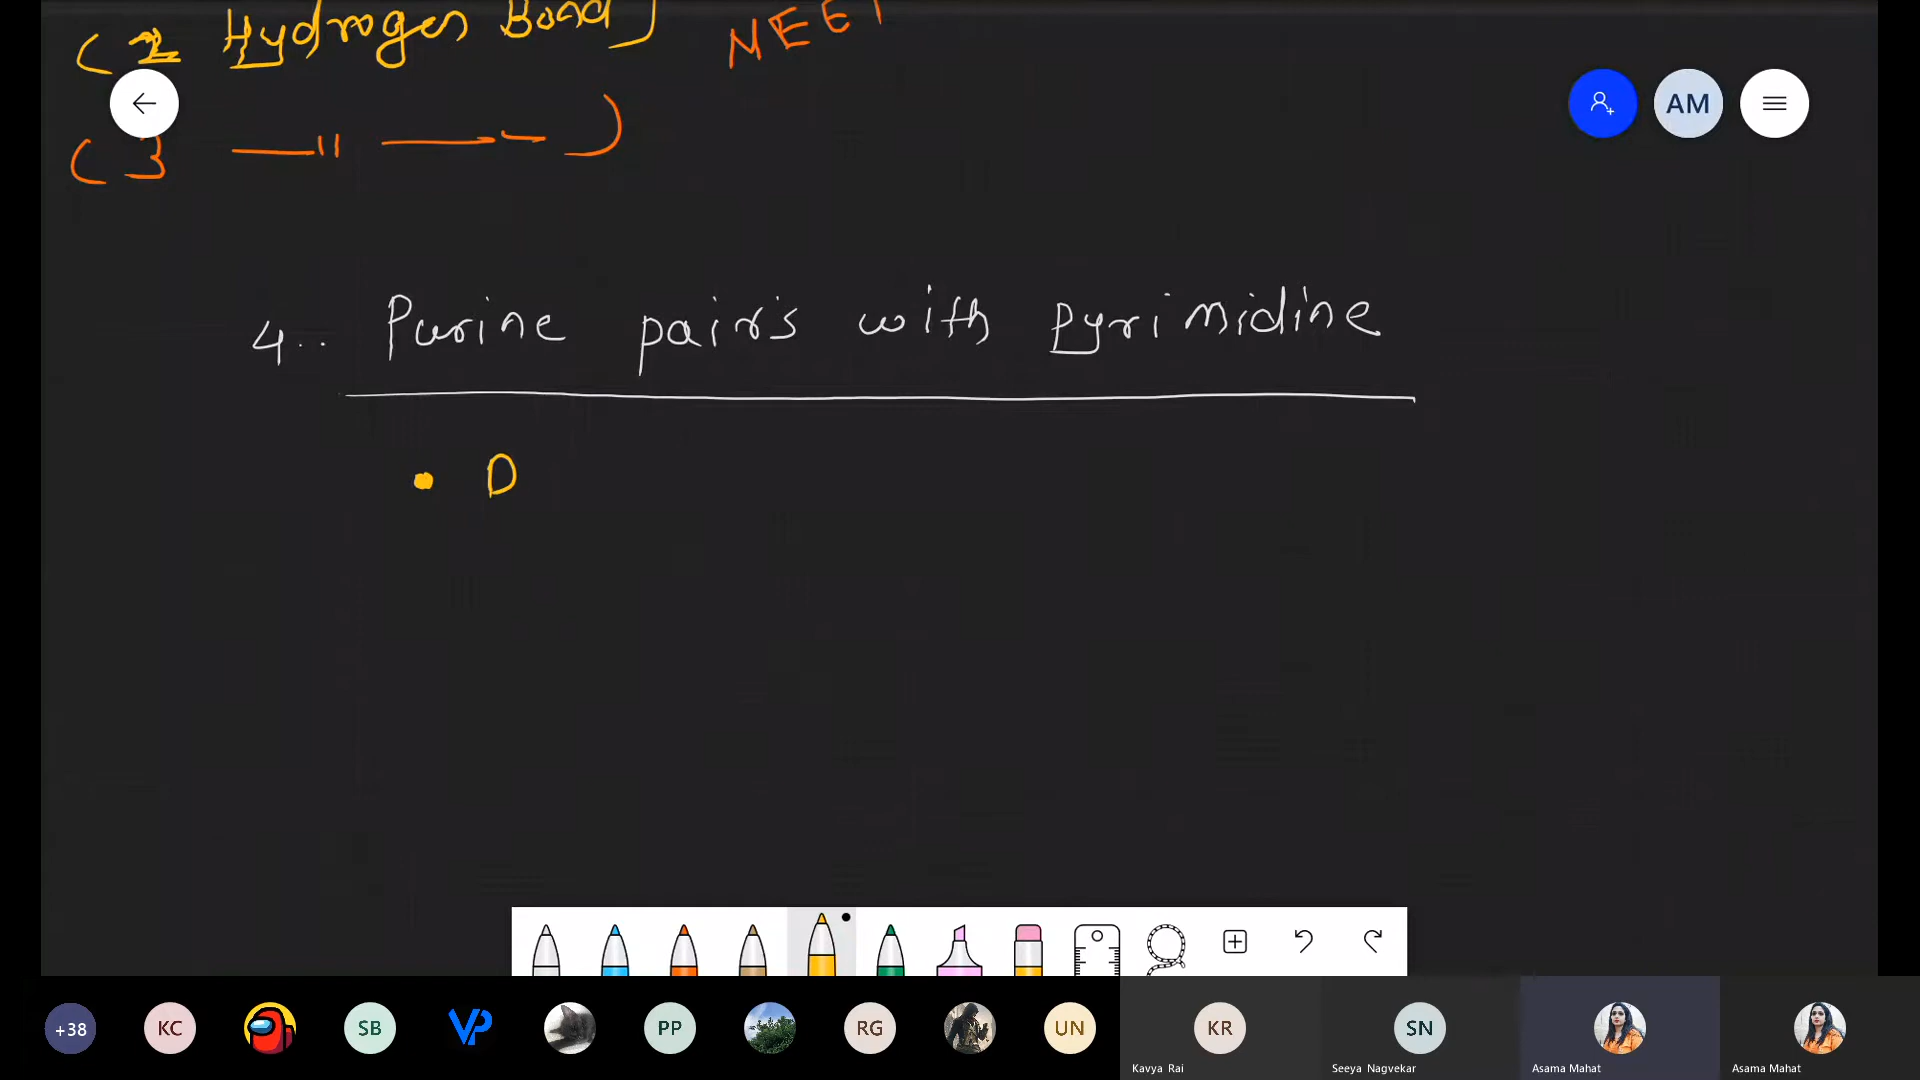 (2 Hydrogen Bond) NEET
(3 —"——)
AM
4.. Purine pairs with pyrimidine
• D
+38 KC SB VP PP RG UN KR SN
Kavya Rai Seeya Nagvekar Asama Mahat Asama Mahat